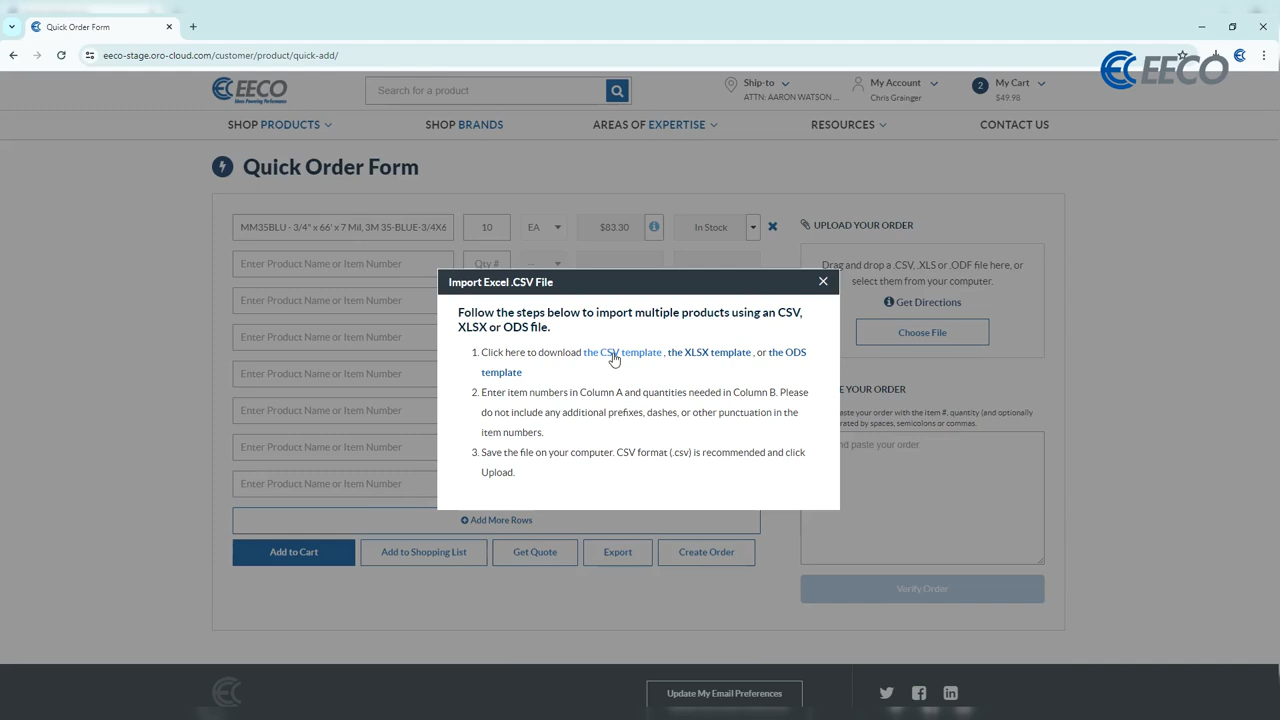 Quick Order Form
eeco-stage.oro-cloud.com/customer/product/quick-add/
EECO
EECO
Search for a product
Ship-to
ATTN: AARON WATSON ...
My Account
Chris Grainger
2
My Cart
$49.98
SHOP PRODUCTS
SHOP BRANDS
AREAS OF EXPERTISE
RESOURCES
CONTACT US
Quick Order Form
MM35BLU - 3/4" x 66' x 7 Mil, 3M 35-BLUE-3/4X6
10
EA
$83.30
In Stock
Enter Product Name or Item Number
Qty #
--
Enter Product Name or Item Number
Enter Product Name or Item Number
Enter Product Name or Item Number
Enter Product Name or Item Number
Enter Product Name or Item Number
Enter Product Name or Item Number
Add More Rows
Add to Cart
Add to Shopping List
Get Quote
Export
Create Order
UPLOAD YOUR ORDER
Drag and drop a .CSV, .XLS or .ODF file here, or
select them from your computer.
Get Directions
Choose File
E YOUR ORDER
aste your order with the item #, quantity (and optionally
rated by spaces, semicolons or commas.
nd paste your order.
Verify Order
Import Excel .CSV File
Follow the steps below to import multiple products using an CSV,
XLSX or ODS file.
1. Click here to download the CSV template , the XLSX template , or the ODS
template
2. Enter item numbers in Column A and quantities needed in Column B. Please
do not include any additional prefixes, dashes, or other punctuation in the
item numbers.
3. Save the file on your computer. CSV format (.csv) is recommended and click
Upload.
Update My Email Preferences